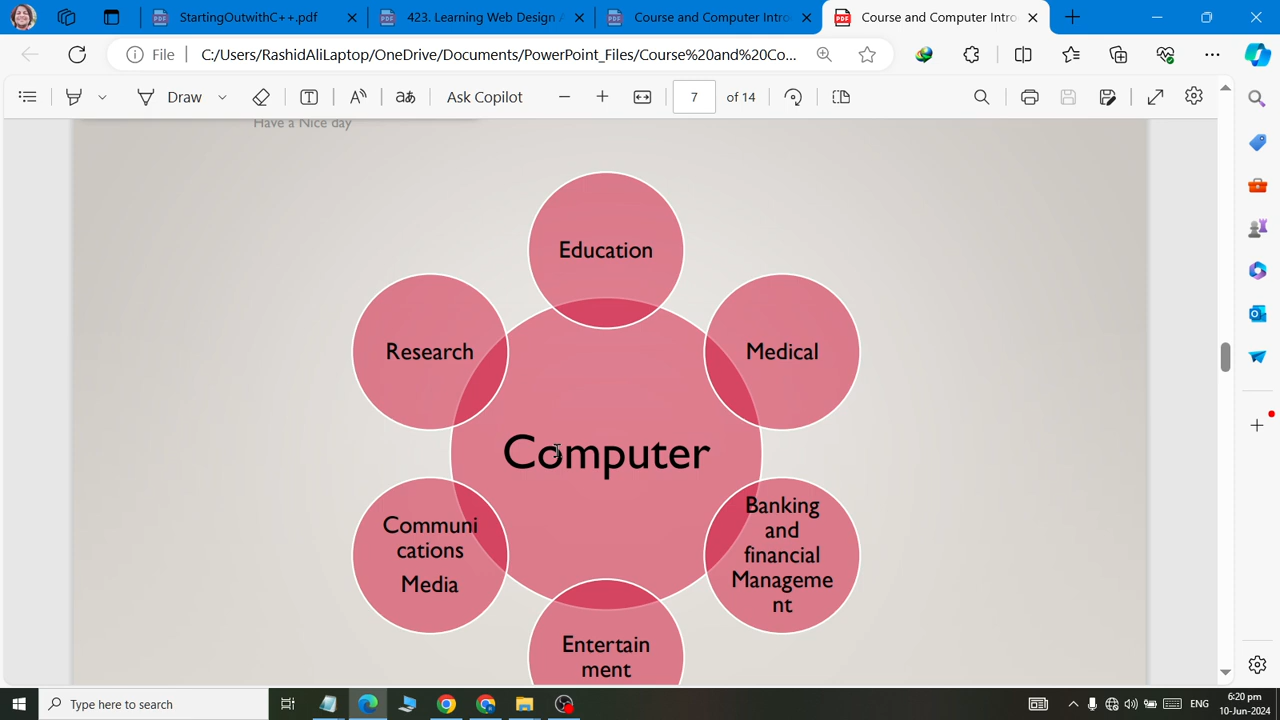 StartingOutwithC++.pdf
423. Learning Web Design A
Course and Computer Intro
Course and Computer Intro
File
C:/Users/RashidAliLaptop/OneDrive/Documents/PowerPoint_Files/Course%20and%20Co...
Draw
Ask Copilot
7
of 14
Have a Nice day
Education
Research
Medical
Computer
Communi
cations
Media
Banking
and
financial
Manageme
nt
Entertain
ment
Type here to search
ENG
6:20 pm
10-Jun-2024